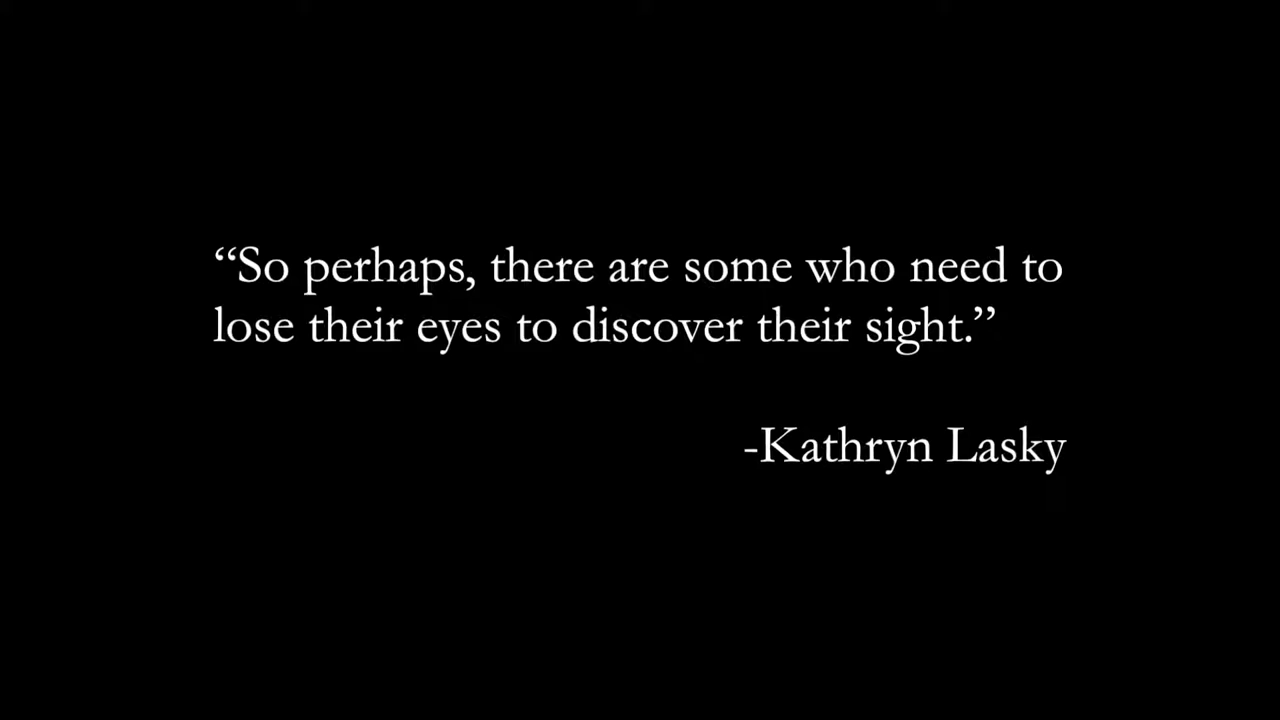 “So perhaps, there are some who need to
lose their eyes to discover their sight.”
-Kathryn Lasky